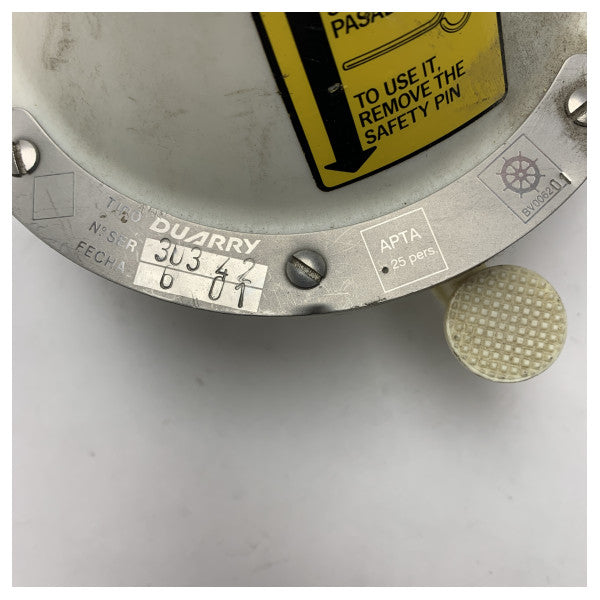 TO USE IT,
REMOVE THE
SAFETY PIN
TIPO DUARRY
Nº SER. 303 42
FECHA. 6 01
APTA
25 pers.
BV006201